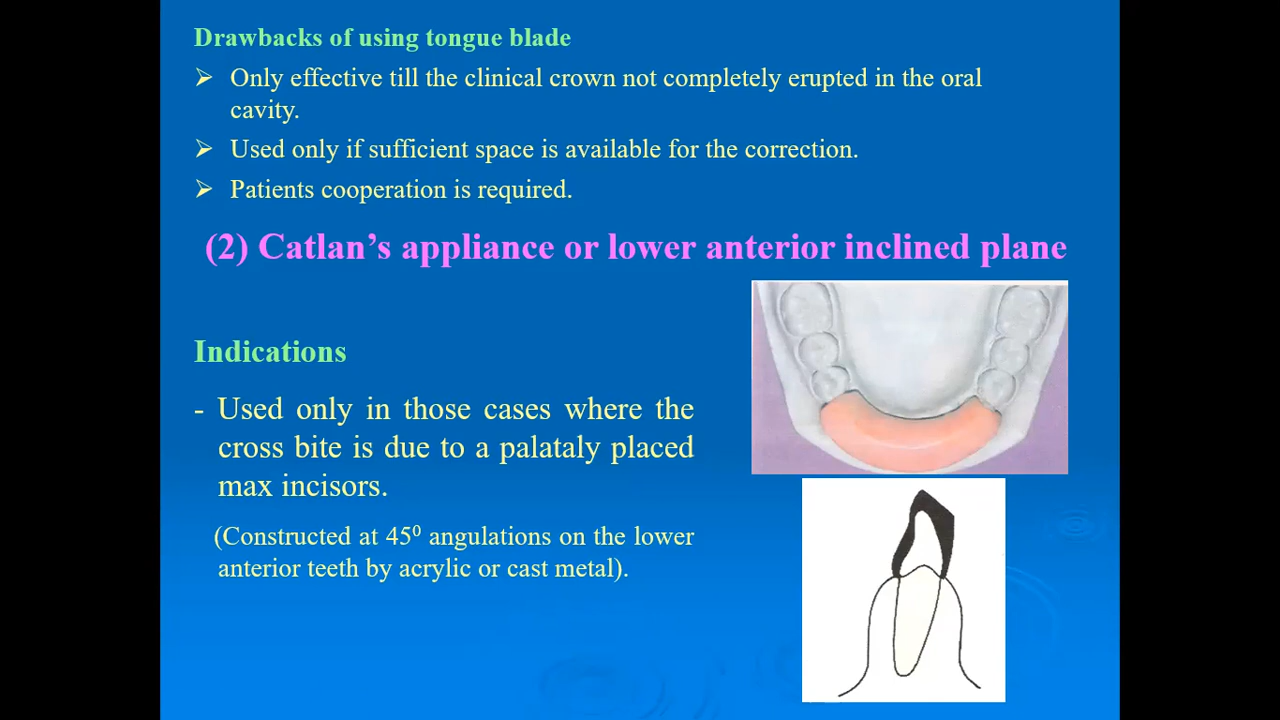 Drawbacks of using tongue blade
➢ Only effective till the clinical crown not completely erupted in the oral
cavity.
➢ Used only if sufficient space is available for the correction.
➢ Patients cooperation is required.
(2) Catlan’s appliance or lower anterior inclined plane
Indications
- Used only in those cases where the
cross bite is due to a palataly placed
max incisors.
(Constructed at 45⁰ angulations on the lower
anterior teeth by acrylic or cast metal).